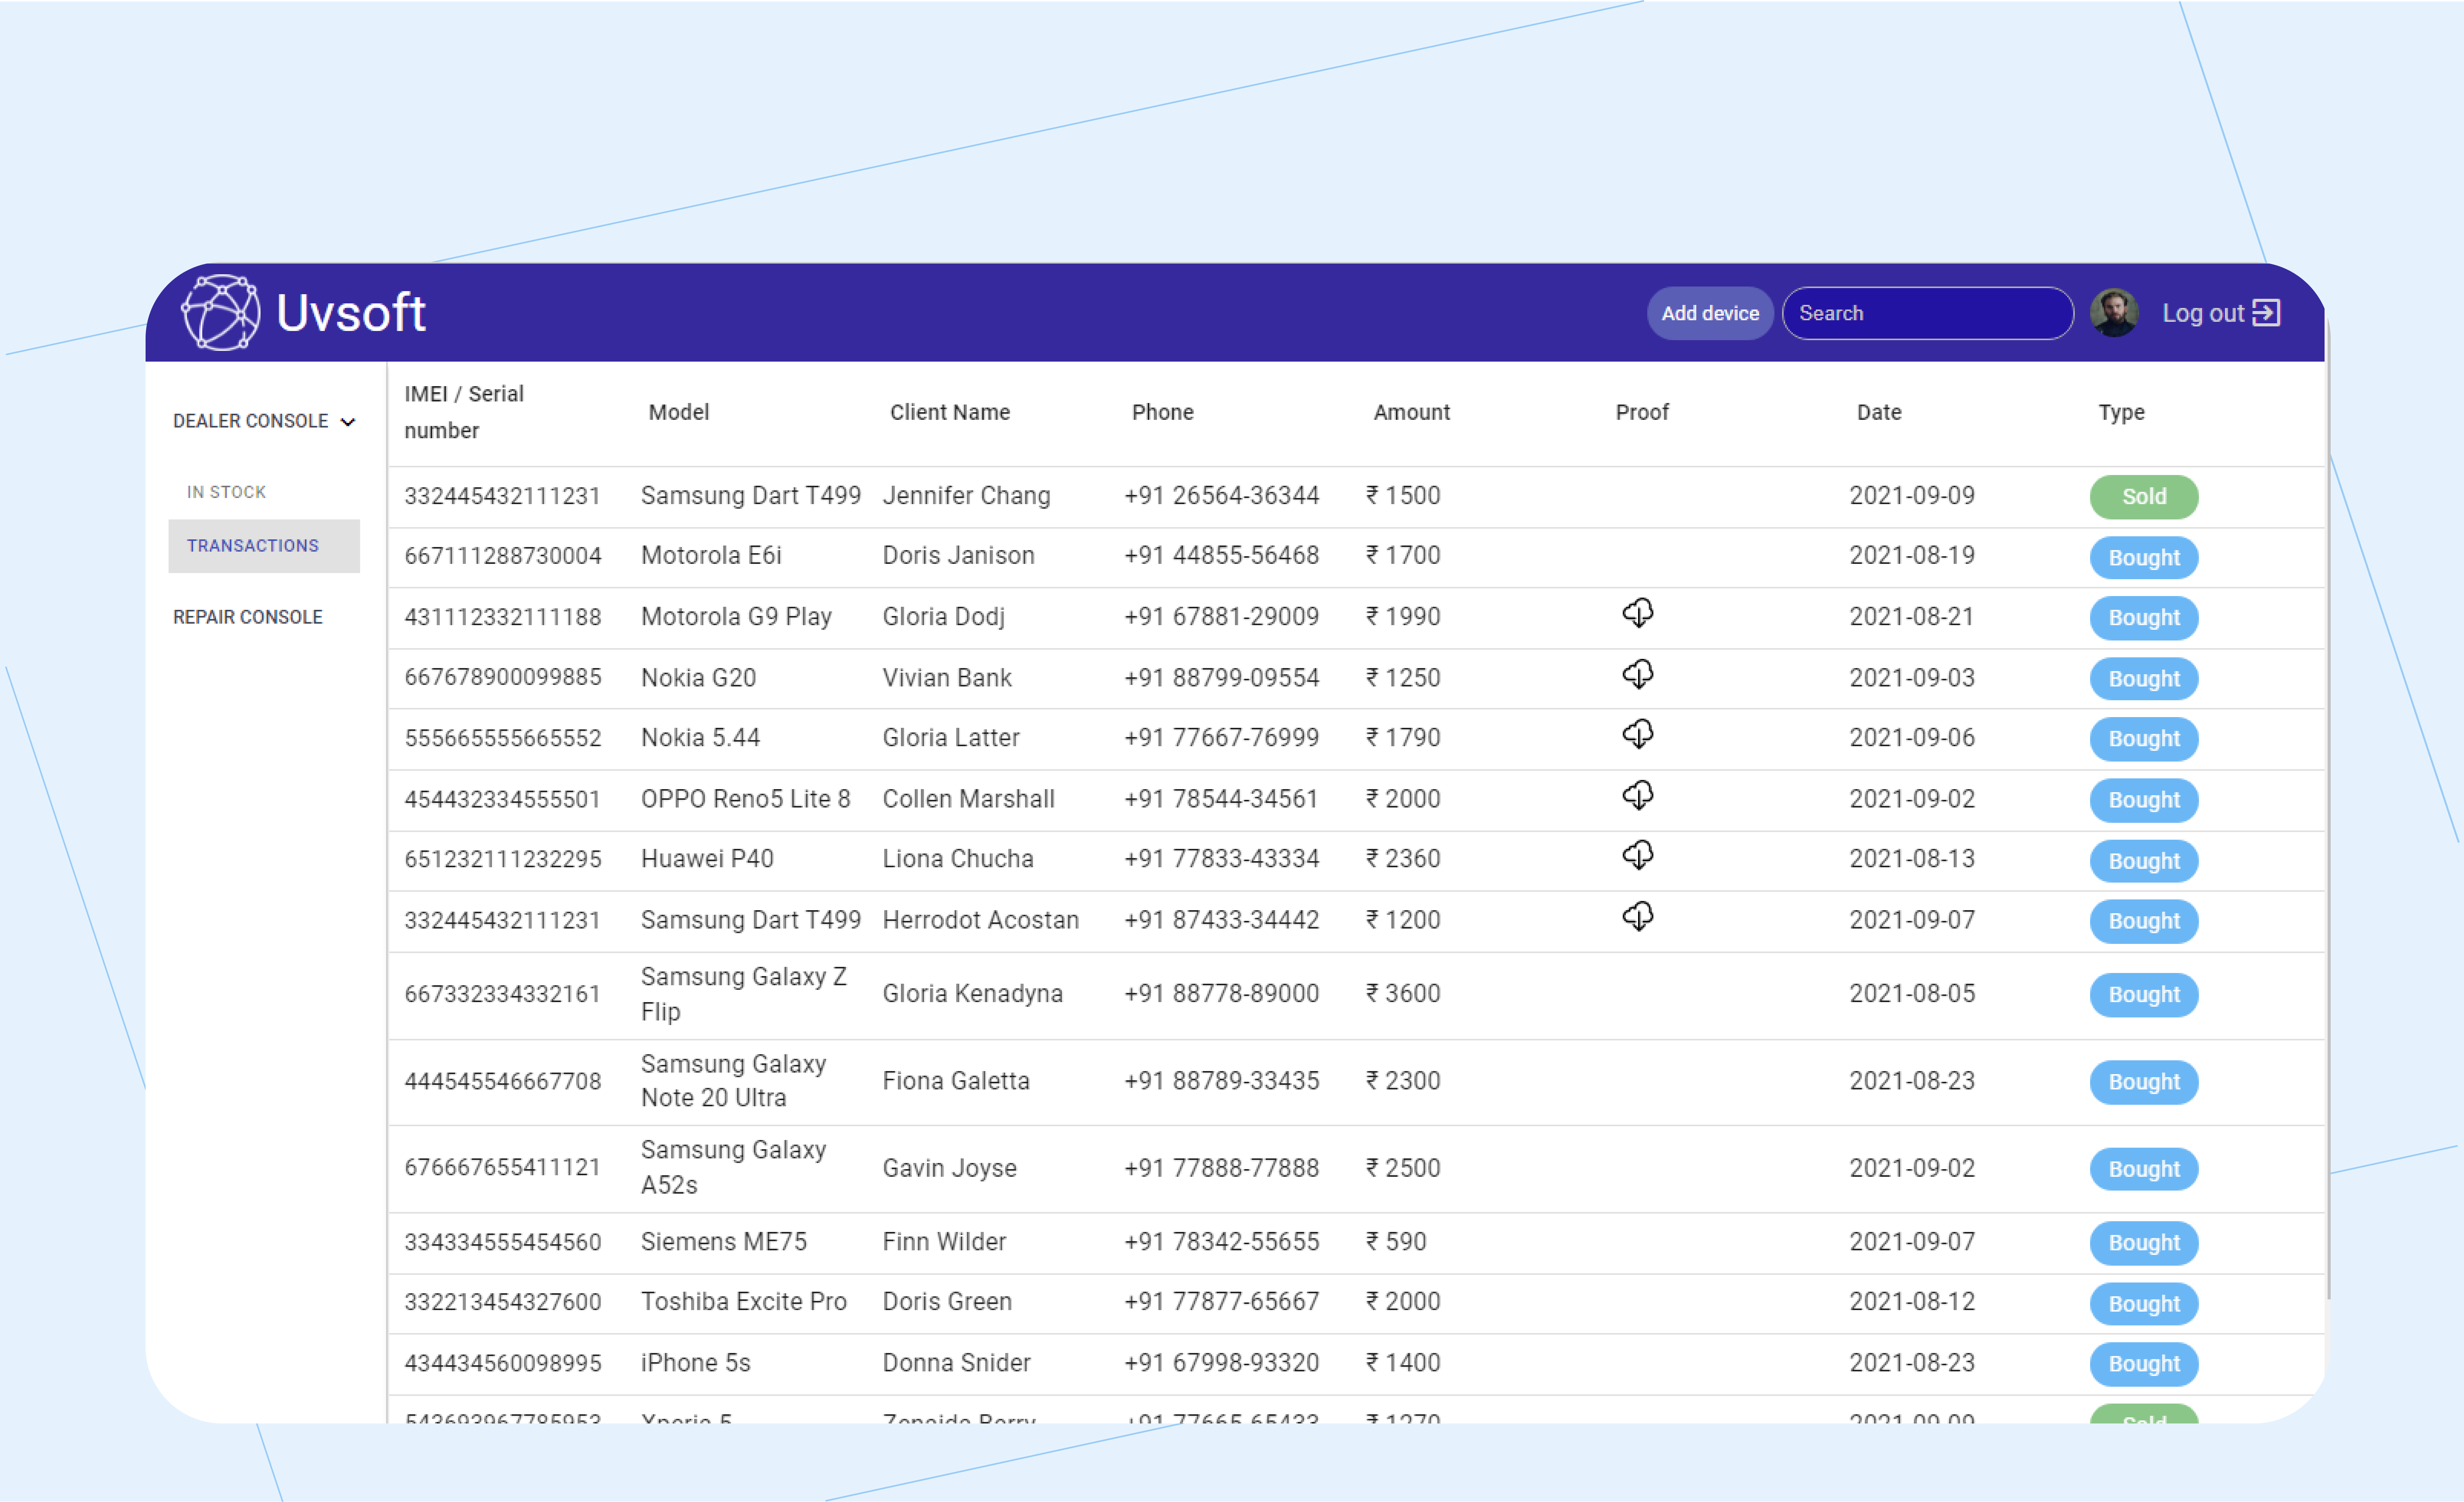 Uvsoft
Add device
Search
Log out
DEALER CONSOLE
IN STOCK
TRANSACTIONS
REPAIR CONSOLE
IMEI / Serial
number
Model
Client Name
Phone
Amount
Proof
Date
Type
332445432111231 Samsung Dart T499 Jennifer Chang +91 26564-36344 ₹ 1500 2021-09-09 Sold
667111288730004 Motorola E6i Doris Janison +91 44855-56468 ₹ 1700 2021-08-19 Bought
431112332111188 Motorola G9 Play Gloria Dodj +91 67881-29009 ₹ 1990 2021-08-21 Bought
667678900099885 Nokia G20 Vivian Bank +91 88799-09554 ₹ 1250 2021-09-03 Bought
555665555665552 Nokia 5.44 Gloria Latter +91 77667-76999 ₹ 1790 2021-09-06 Bought
454432334555501 OPPO Reno5 Lite 8 Collen Marshall +91 78544-34561 ₹ 2000 2021-09-02 Bought
651232111232295 Huawei P40 Liona Chucha +91 77833-43334 ₹ 2360 2021-08-13 Bought
332445432111231 Samsung Dart T499 Herrodot Acostan +91 87433-34442 ₹ 1200 2021-09-07 Bought
667332334332161 Samsung Galaxy Z
Flip
Gloria Kenadyna +91 88778-89000 ₹ 3600 2021-08-05 Bought
444545546667708 Samsung Galaxy
Note 20 Ultra
Fiona Galetta +91 88789-33435 ₹ 2300 2021-08-23 Bought
676667655411121 Samsung Galaxy
A52s
Gavin Joyse +91 77888-77888 ₹ 2500 2021-09-02 Bought
334334555454560 Siemens ME75 Finn Wilder +91 78342-55655 ₹ 590 2021-09-07 Bought
332213454327600 Toshiba Excite Pro Doris Green +91 77877-65667 ₹ 2000 2021-08-12 Bought
434434560098995 iPhone 5s Donna Snider +91 67998-93320 ₹ 1400 2021-08-23 Bought
Xperia 5 Sold